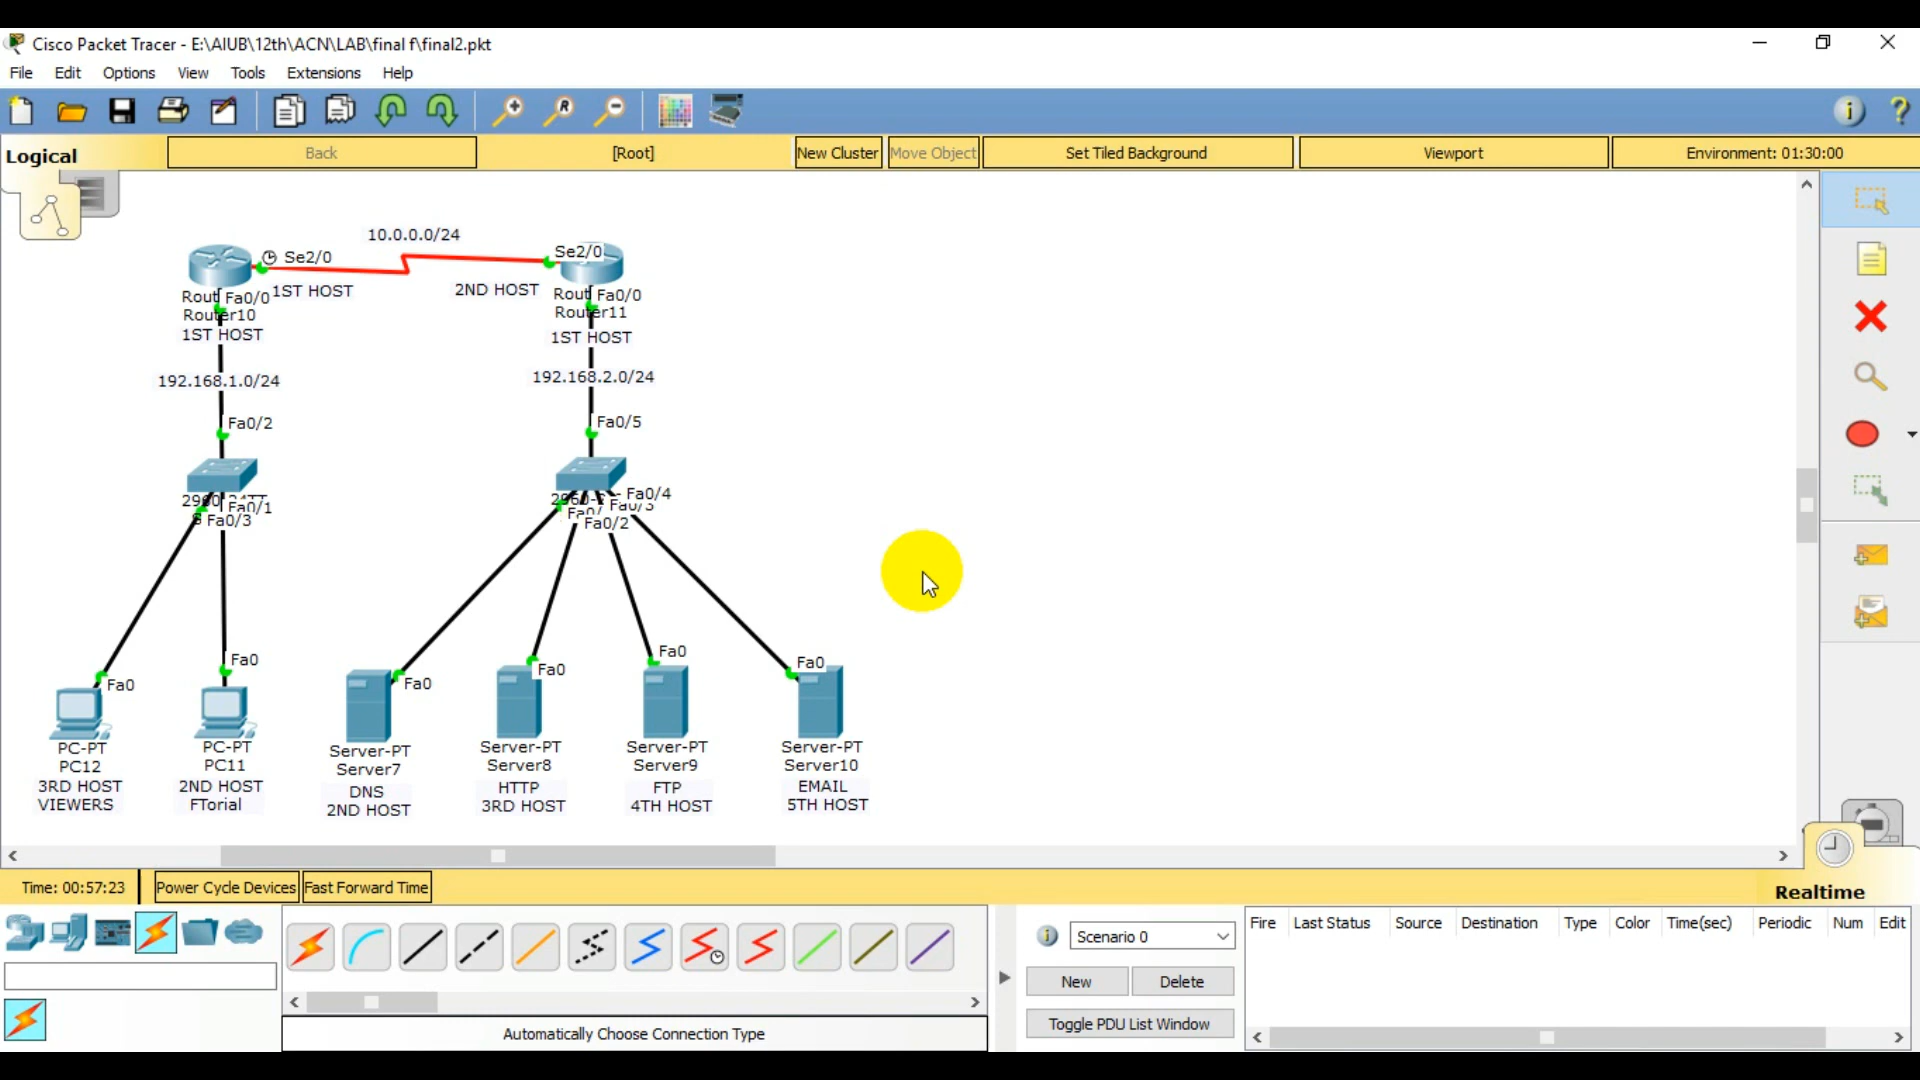 Cisco Packet Tracer - E:\AIUB\12th\ACN\LAB\final f\final2.pkt
File Edit Options View Tools Extensions Help
Logical
Back
[Root]
New Cluster
Move Object
Set Tiled Background
Viewport
Environment: 01:30:00
10.0.0.0/24
Se2/0
Se2/0
1ST HOST
2ND HOST
Rout Fa0/0
Router10
1ST HOST
Rout Fa0/0
Router11
1ST HOST
192.168.1.0/24
192.168.2.0/24
Fa0/2
Fa0/5
Fa0/1
Fa0/3
Fa0/4
Fa0/2
Fa0
Fa0
Fa0
Fa0
Fa0
Fa0
PC-PT
PC12
3RD HOST
VIEWERS
PC-PT
PC11
2ND HOST
FTorial
Server-PT
Server7
DNS
2ND HOST
Server-PT
Server8
HTTP
3RD HOST
Server-PT
Server9
FTP
4TH HOST
Server-PT
Server10
EMAIL
5TH HOST
Time: 00:57:23
Power Cycle Devices
Fast Forward Time
Realtime
Scenario 0
New
Delete
Toggle PDU List Window
Fire Last Status Source Destination Type Color Time(sec) Periodic Num Edit
Automatically Choose Connection Type